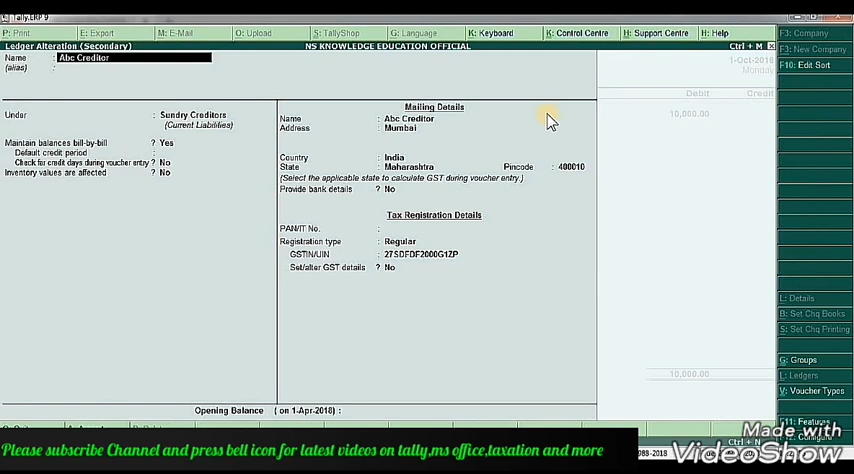 Tally.ERP 9
P: Print E: Export M: E-Mail O: Upload S: TallyShop G: Language K: Keyboard K: Control Centre H: Support Centre H: Help
F3: Company
Ledger Alteration (Secondary) NS KNOWLEDGE EDUCATION OFFICIAL Ctrl + M
F3: New Company
Name : Abc Creditor
(alias) :
1-Oct-2018
Monday
F10: Edit Sort
Debit Credit
10,000.00
Under : Sundry Creditors
(Current Liabilities)
Maintain balances bill-by-bill ? Yes
Default credit period :
Check for credit days during voucher entry ? No
Inventory values are affected ? No
Mailing Details
Name : Abc Creditor
Address : Mumbai
Country : India
State : Maharashtra Pincode : 400010
(Select the applicable state to calculate GST during voucher entry.)
Provide bank details ? No
Tax Registration Details
PAN/IT No. :
Registration type : Regular
GSTIN/UIN : 27SDFDF2000G1ZP
Set/alter GST details ? No
L: Details
B: Set Chq Books
S: Set Chq Printing
G: Groups
L: Ledgers
V: Voucher Types
10,000.00
Opening Balance ( on 1-Apr-2018) :
F11: Features
Ctrl + N
Made with
VideoShow
Please subscribe Channel and press bell icon for latest videos on tally,ms office,taxation and more